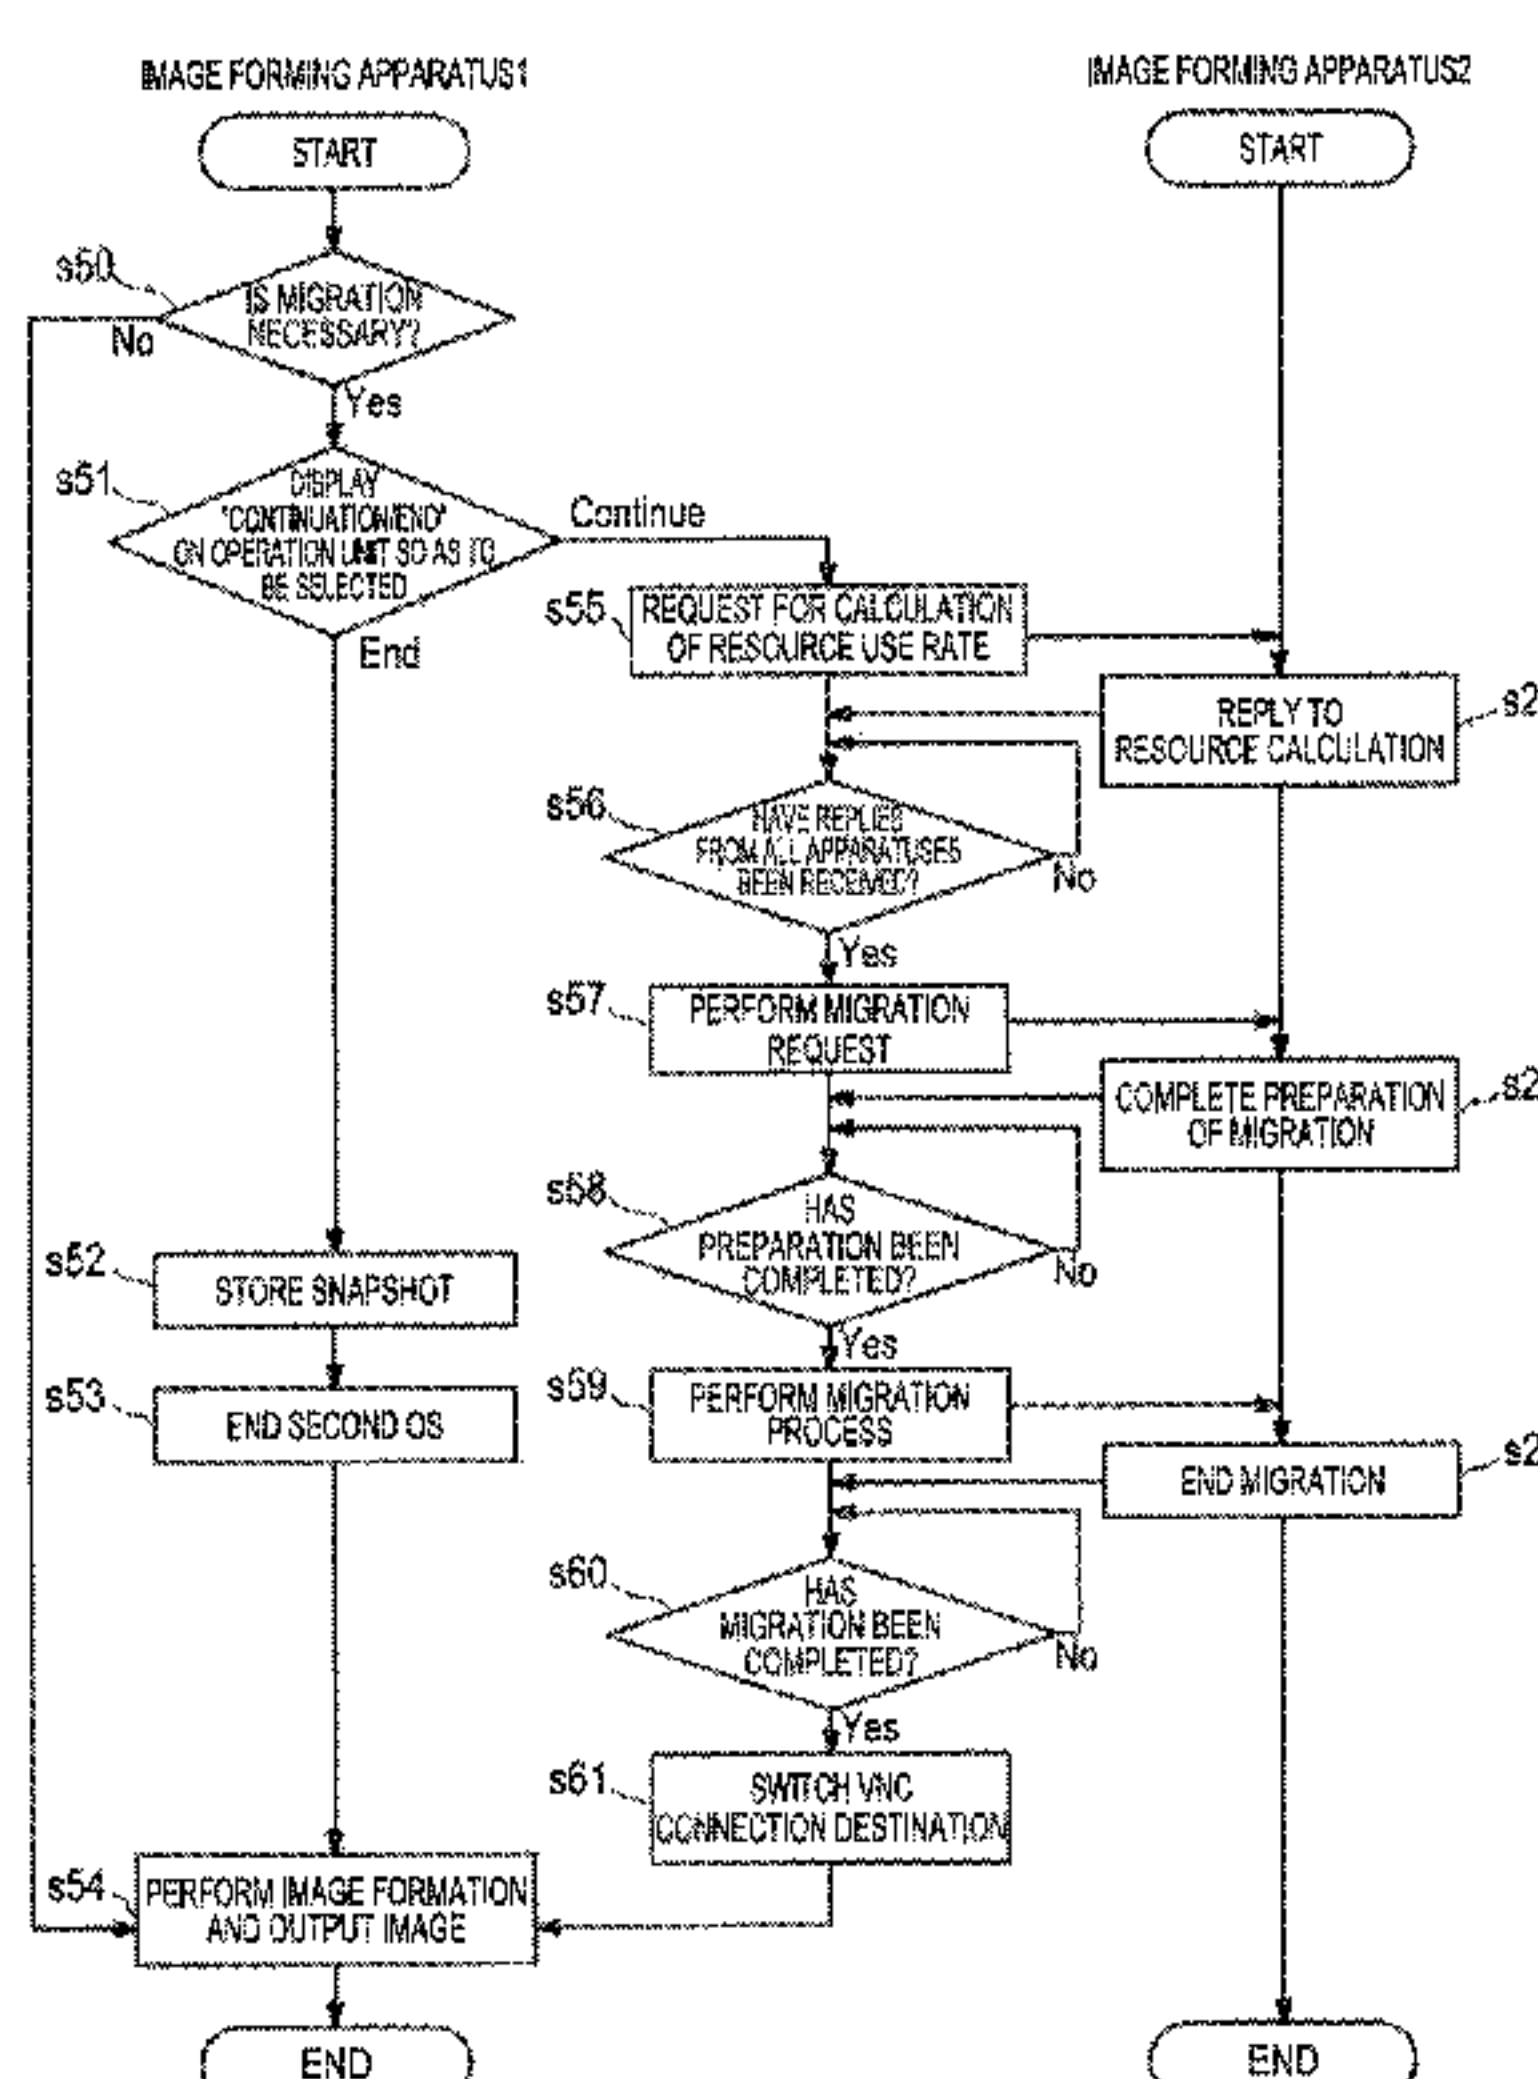 IMAGE FORMING APPARATUS1
START
s50
IS MIGRATION
NECESSARY?
No
Yes
s51
DISPLAY
"CONTINUATION/END"
ON OPERATION UNIT SO AS TO
BE SELECTED
Continue
End
s55
REQUEST FOR CALCULATION
OF RESOURCE USE RATE
s56
HAVE REPLIED
FROM ALL APPARATUSES
BEEN RECEIVED?
No
Yes
s57
PERFORM MIGRATION
REQUEST
s58
HAS
PREPARATION BEEN
COMPLETED?
No
Yes
s59
PERFORM MIGRATION
PROCESS
s60
HAS
MIGRATION BEEN
COMPLETED?
No
Yes
s61
SWITCH VNC
CONNECTION DESTINATION
s52
STORE SNAPSHOT
s53
END SECOND OS
s54
PERFORM IMAGE FORMATION
AND OUTPUT IMAGE
END
IMAGE FORMING APPARATUS2
START
REPLY TO
RESOURCE CALCULATION
s2
COMPLETE PREPARATION
OF MIGRATION
s2
END MIGRATION
s2
END